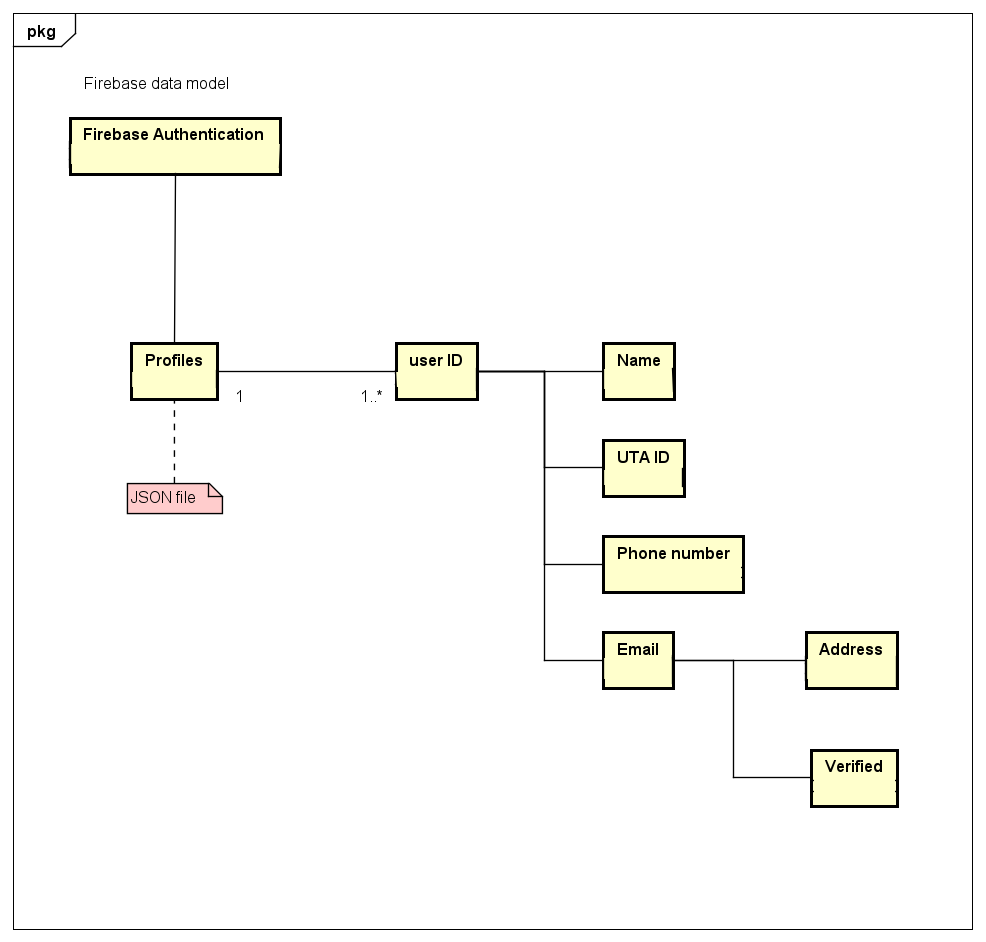 pkg
Firebase data model
Firebase Authentication
Profiles
user ID
Name
1
1..*
UTA ID
JSON file
Phone number
Email
Address
Verified